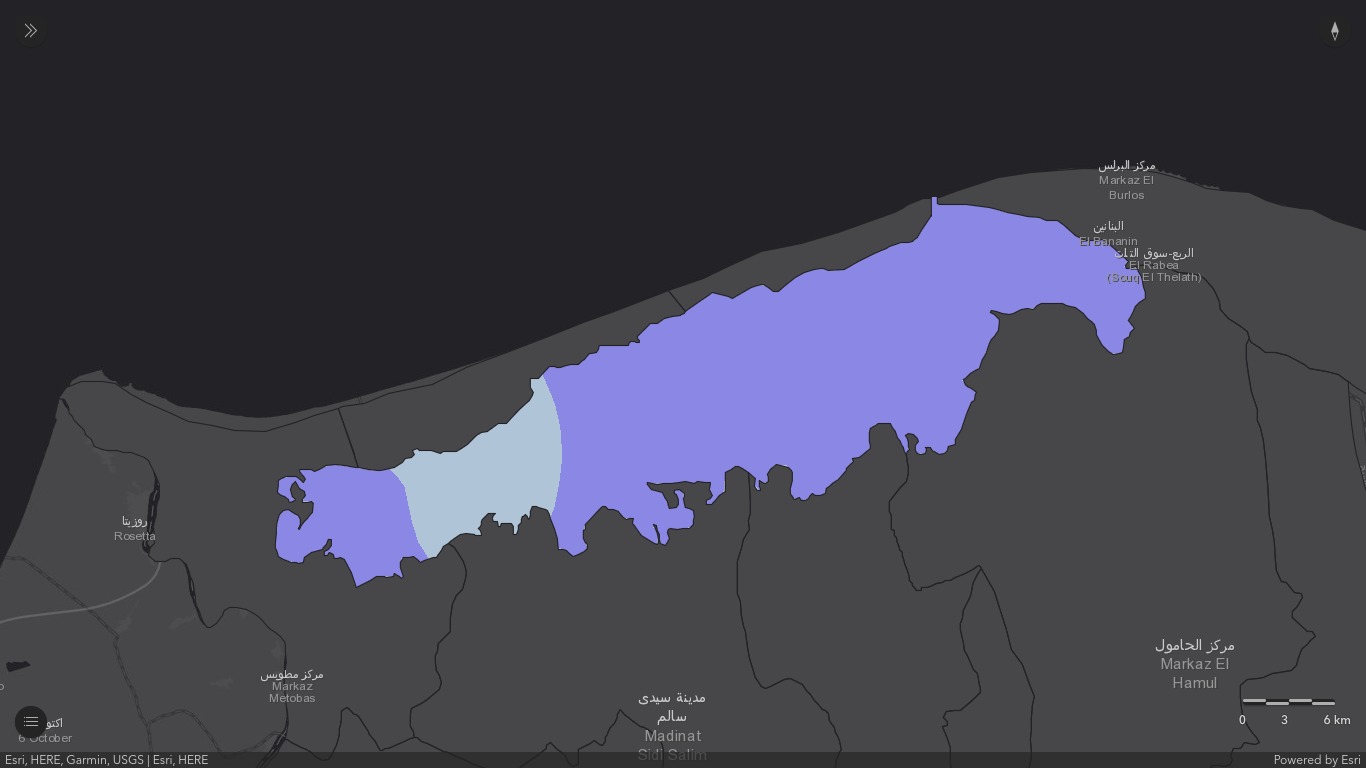 مركز البرلس
Markaz El
Burlos
البنانين
El Bananin
الربع-سوق الثلاث
El Rabea
(Souq El Thelath)
روزيتا
Rosetta
مركز مطوبس
Markaz
Metobas
مركز الحامول
Markaz El
Hamul
مدينة سيدى
سالم
Madinat
Sidi Salim
اكتو
6 October
0 3 6 km
Esri, HERE, Garmin, USGS | Esri, HERE
Powered by Esri